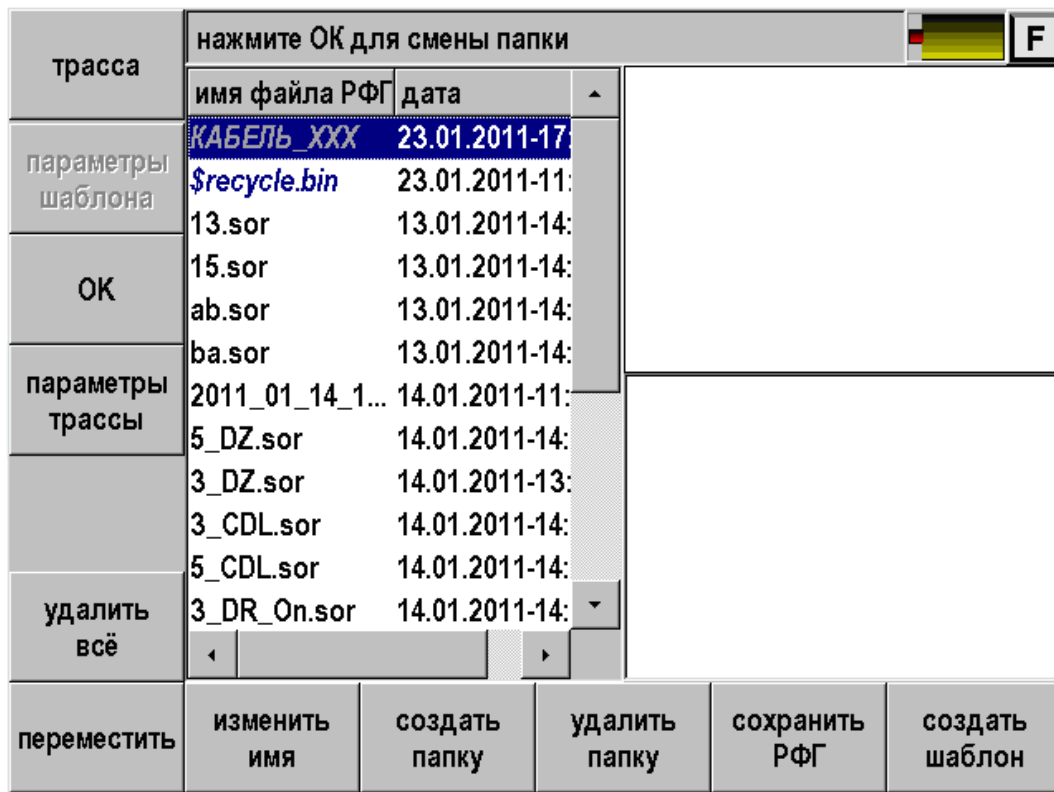 трасса
нажмите ОК для смены папки
F
параметры
шаблона
ОК
параметры
трассы
удалить
всё
имя файла РФГ дата
КАБЕЛЬ_XXX 23.01.2011-17:
$recycle.bin 23.01.2011-11:
13.sor 13.01.2011-14:
15.sor 13.01.2011-14:
ab.sor 13.01.2011-14:
ba.sor 13.01.2011-14:
2011_01_14_1... 14.01.2011-11:
5_DZ.sor 14.01.2011-14:
3_DZ.sor 14.01.2011-13:
3_CDL.sor 14.01.2011-14:
5_CDL.sor 14.01.2011-14:
3_DR_On.sor 14.01.2011-14:
переместить
изменить
имя
создать
папку
удалить
папку
сохранить
РФГ
создать
шаблон